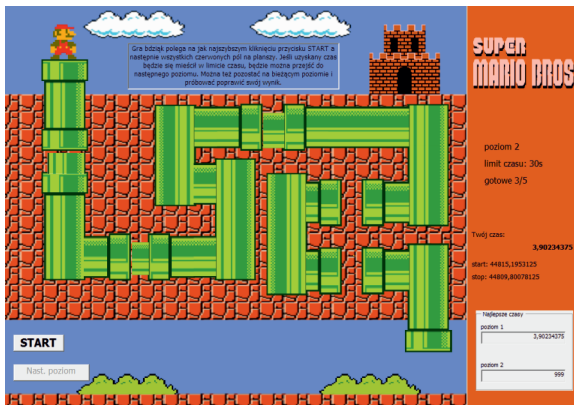 Gra bdziąk polega na jak najszybszym kliknięciu przycisku START a
następnie wszystkich czerwonych pól na planszy. Jeśli uzyskany czas
będzie się mieścił w limicie czasu, będzie można przejść do
następnego poziomu. Można też pozostać na bieżącym poziomie i
próbować poprawić swój wynik.
SUPER
MARIO BROS
poziom 2
limit czasu: 30s
gotowe 3/5
Twój czas:
3,90234375
start: 44815,1953125
stop: 44809,80078125
Najlepsze czasy
poziom 1
3,90234375
poziom 2
999
START
Nast. poziom